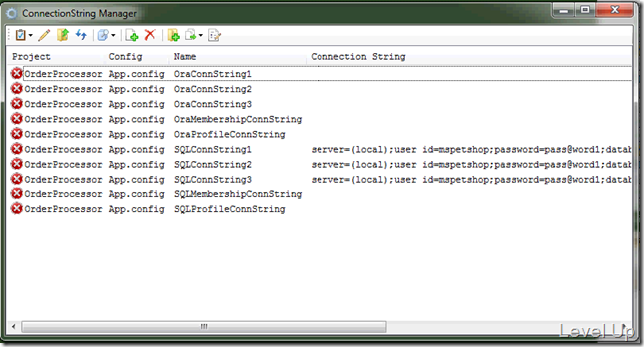 ConnectionString Manager
Project Config Name Connection String
OrderProcessor App.config OraConnString1
OrderProcessor App.config OraConnString2
OrderProcessor App.config OraConnString3
OrderProcessor App.config OraMembershipConnString
OrderProcessor App.config OraProfileConnString
OrderProcessor App.config SQLConnString1 server=(local);user id=mspetshop;password=pass@word1;datab
OrderProcessor App.config SQLConnString2 server=(local);user id=mspetshop;password=pass@word1;datab
OrderProcessor App.config SQLConnString3 server=(local);user id=mspetshop;password=pass@word1;datab
OrderProcessor App.config SQLMembershipConnString
OrderProcessor App.config SQLProfileConnString
Level Up